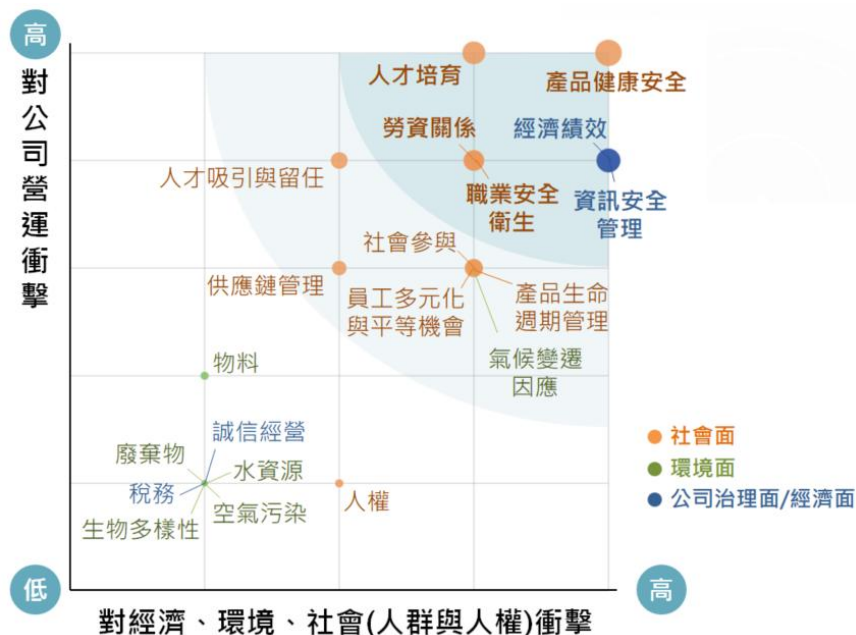 高
對公司營運衝擊
人才培育
產品健康安全
勞資關係
經濟績效
人才吸引與留任
職業安全
衛生
資訊安全
管理
社會參與
供應鏈管理
員工多元化
與平等機會
產品生命
週期管理
氣候變遷
因應
物料
誠信經營
廢棄物
水資源
稅務
空氣污染
生物多樣性
人權
社會面
環境面
公司治理面/經濟面
低
高
對經濟、環境、社會(人群與人權)衝擊